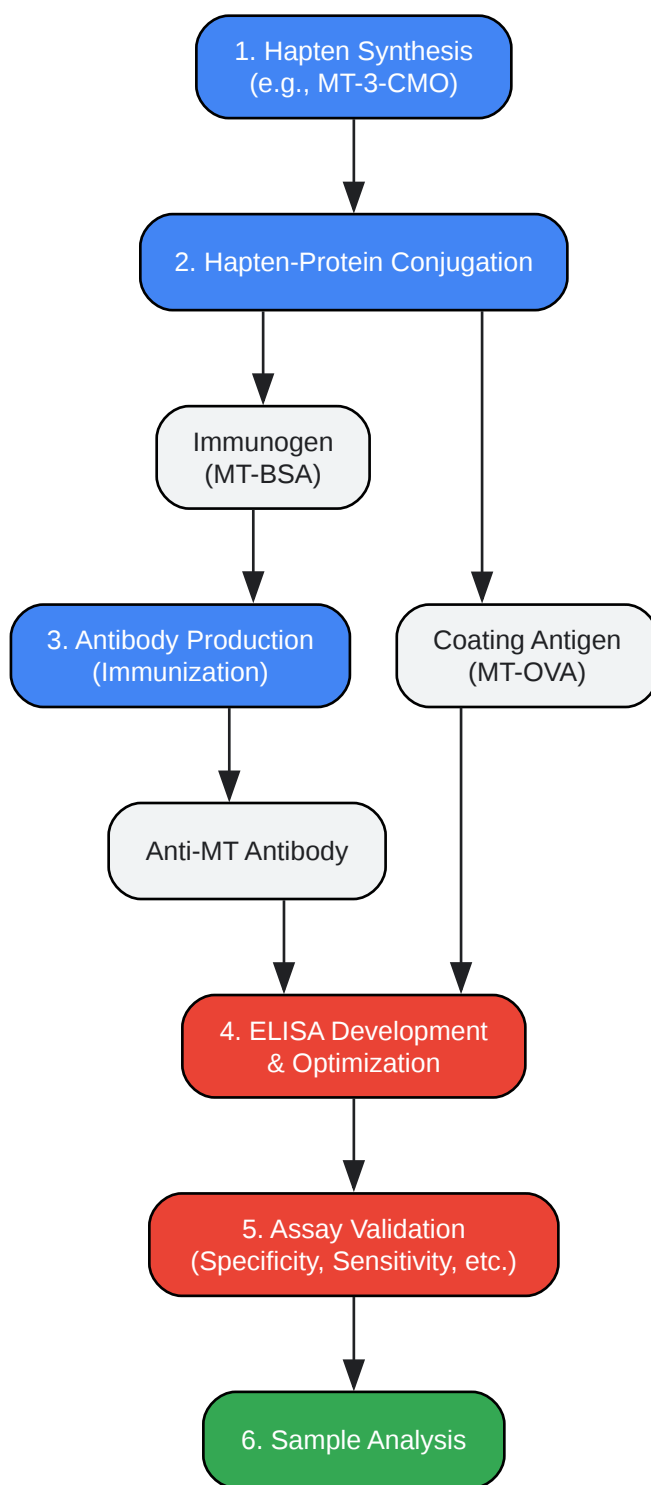 1. Hapten Synthesis
(e.g., MT-3-CMO)
2. Hapten-Protein Conjugation
Immunogen
(MT-BSA)
3. Antibody Production
(Immunization)
Coating Antigen
(MT-OVA)
Anti-MT Antibody
4. ELISA Development
& Optimization
5. Assay Validation
(Specificity, Sensitivity, etc.)
6. Sample Analysis